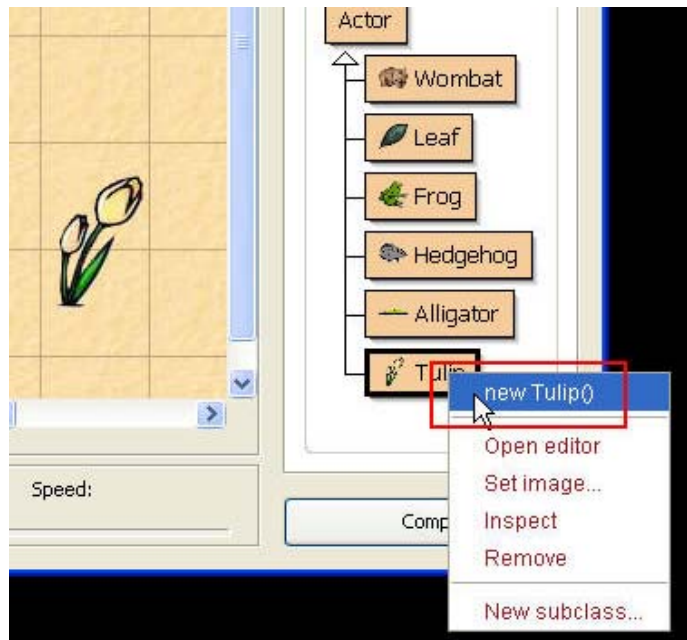 Actor
Wombat
Leaf
Frog
Hedgehog
Alligator
Tulip
new Tulip()
Open editor
Set image...
Inspect
Remove
New subclass...
Speed:
Comp